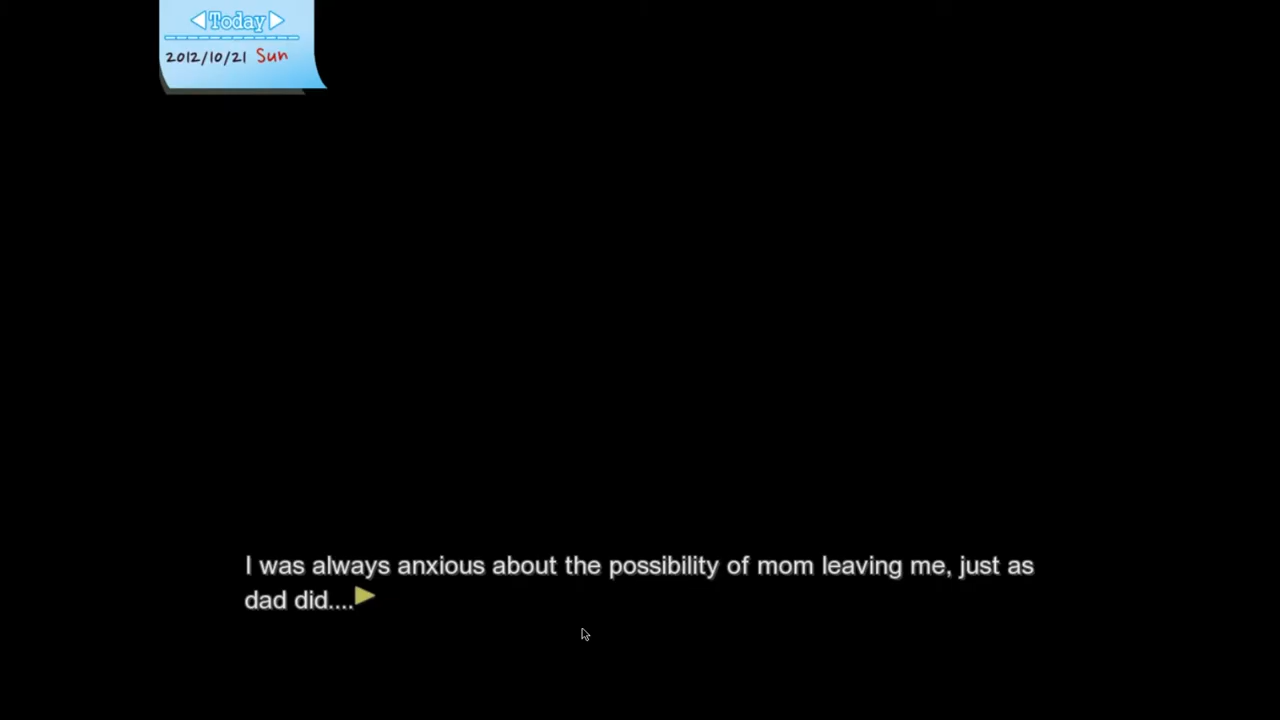 Today
2012/10/21 Sun
I was always anxious about the possibility of mom leaving me, just as
dad did....